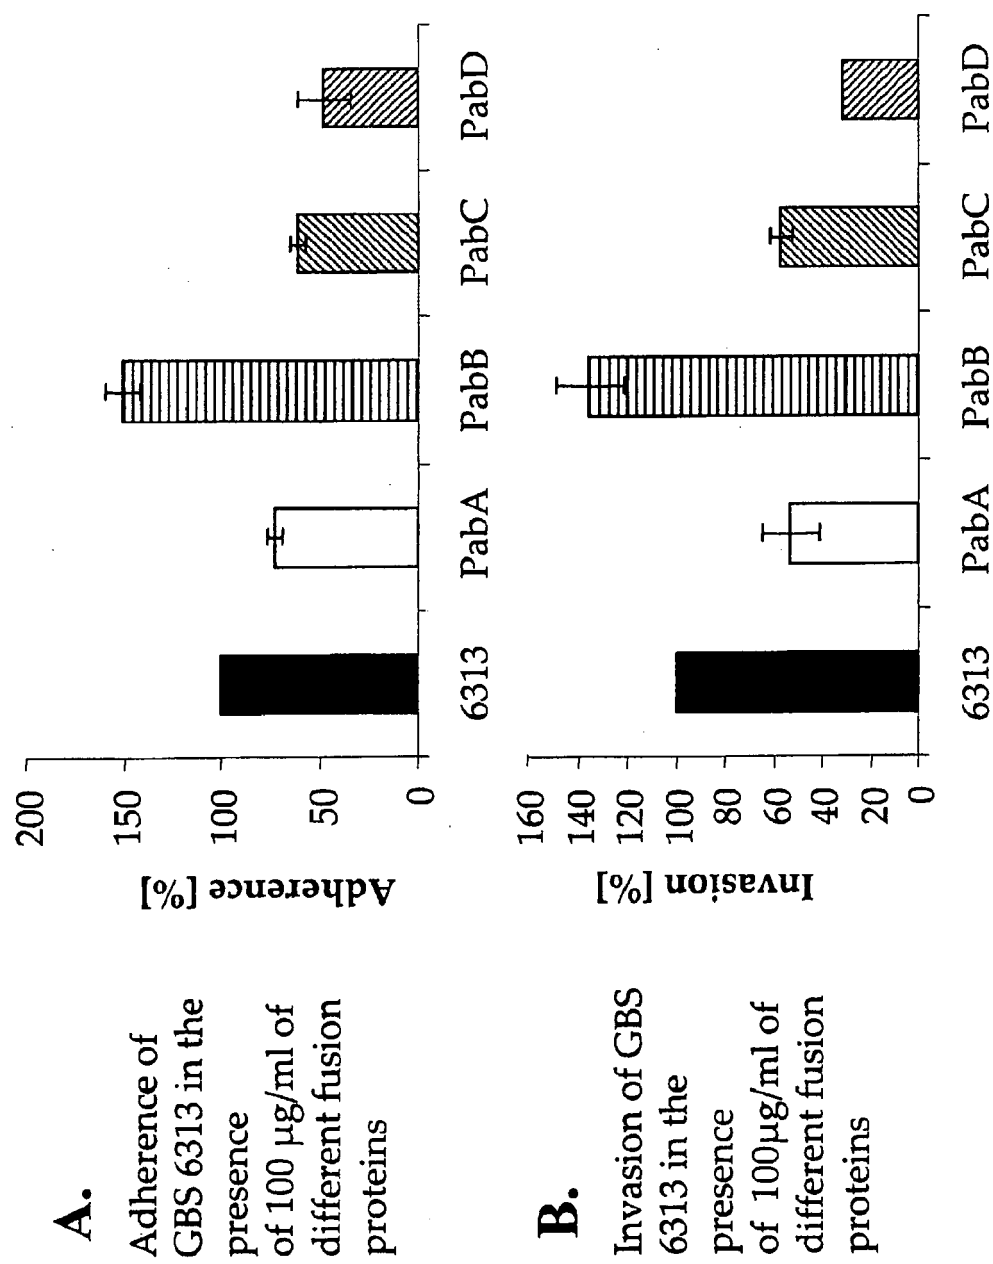 A.
Adherence of
GBS 6313 in the
presence
of 100 µg/ml of
different fusion
proteins
Adherence [%]
200
150
100
50
0
6313 PabA PabB PabC PabD
B.
Invasion of GBS
6313 in the
presence
of 100µg/ml of
different fusion
proteins
Invasion [%]
160
140
120
100
80
60
40
20
0
6313 PabA PabB PabC PabD